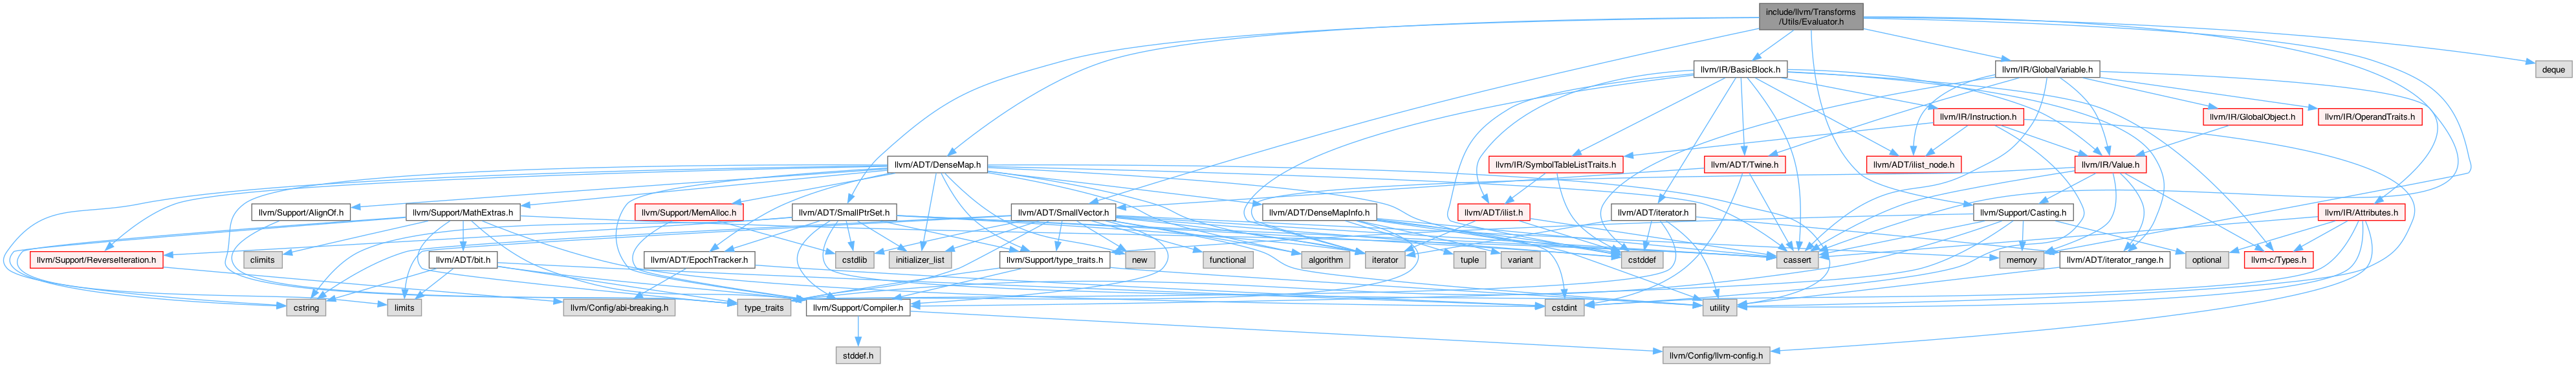 include/llvm/Transforms
/Utils/Evaluator.h
llvm/IR/BasicBlock.h
llvm/IR/GlobalVariable.h
deque
llvm/IR/Instruction.h
llvm/IR/GlobalObject.h
llvm/IR/OperandTraits.h
llvm/ADT/DenseMap.h
llvm/IR/SymbolTableListTraits.h
llvm/ADT/Twine.h
llvm/ADT/ilist_node.h
llvm/IR/Value.h
llvm/Support/AlignOf.h
llvm/Support/MathExtras.h
llvm/Support/MemAlloc.h
llvm/ADT/SmallPtrSet.h
llvm/ADT/SmallVector.h
llvm/ADT/DenseMapInfo.h
llvm/ADT/ilist.h
llvm/ADT/iterator.h
llvm/Support/Casting.h
llvm/IR/Attributes.h
llvm/Support/ReverseIteration.h
climits
llvm/ADT/bit.h
llvm/ADT/EpochTracker.h
cstdlib
initializer_list
llvm/Support/type_traits.h
new
functional
algorithm
iterator
tuple
variant
cstddef
cassert
memory
llvm/ADT/iterator_range.h
optional
llvm-c/Types.h
cstring
limits
llvm/Config/abi-breaking.h
type_traits
llvm/Support/Compiler.h
cstdint
utility
stddef.h
llvm/Config/llvm-config.h